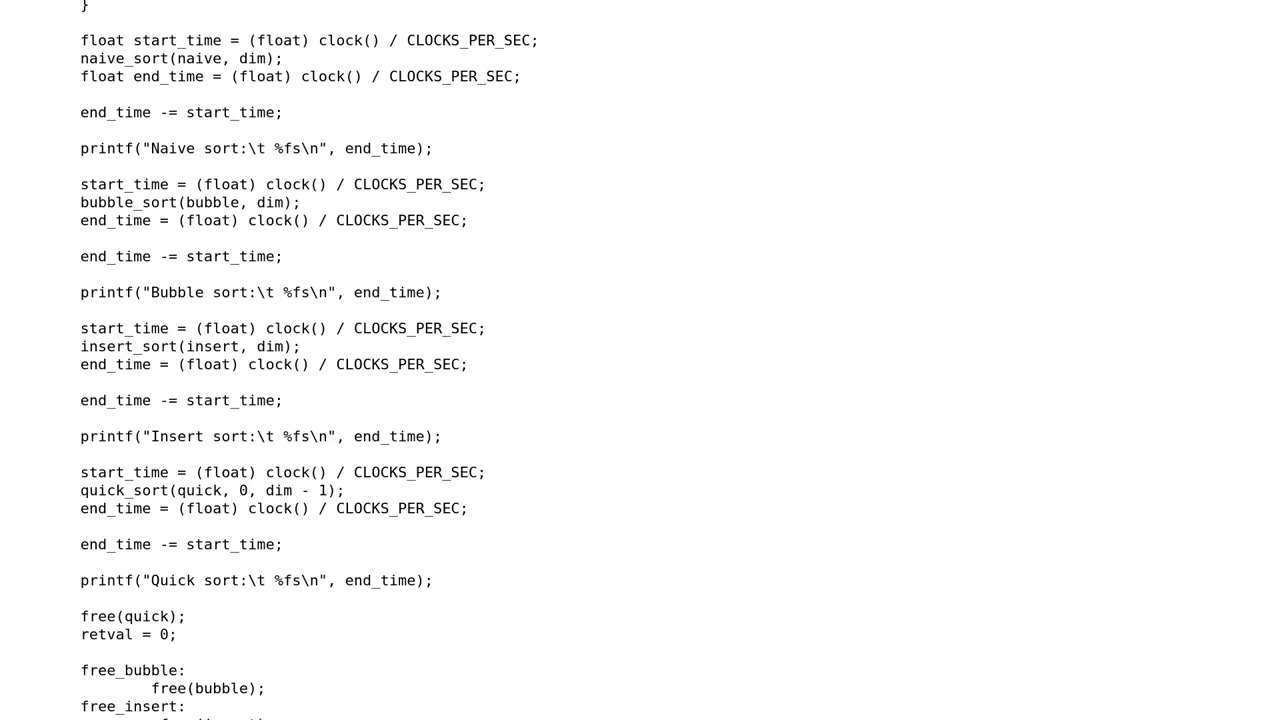 }
float start_time = (float) clock() / CLOCKS_PER_SEC;
naive_sort(naive, dim);
float end_time = (float) clock() / CLOCKS_PER_SEC;
end_time -= start_time;
printf("Naive sort:\t %fs\n", end_time);
start_time = (float) clock() / CLOCKS_PER_SEC;
bubble_sort(bubble, dim);
end_time = (float) clock() / CLOCKS_PER_SEC;
end_time -= start_time;
printf("Bubble sort:\t %fs\n", end_time);
start_time = (float) clock() / CLOCKS_PER_SEC;
insert_sort(insert, dim);
end_time = (float) clock() / CLOCKS_PER_SEC;
end_time -= start_time;
printf("Insert sort:\t %fs\n", end_time);
start_time = (float) clock() / CLOCKS_PER_SEC;
quick_sort(quick, 0, dim - 1);
end_time = (float) clock() / CLOCKS_PER_SEC;
end_time -= start_time;
printf("Quick sort:\t %fs\n", end_time);
free(quick);
retval = 0;
free_bubble:
free(bubble);
free_insert: